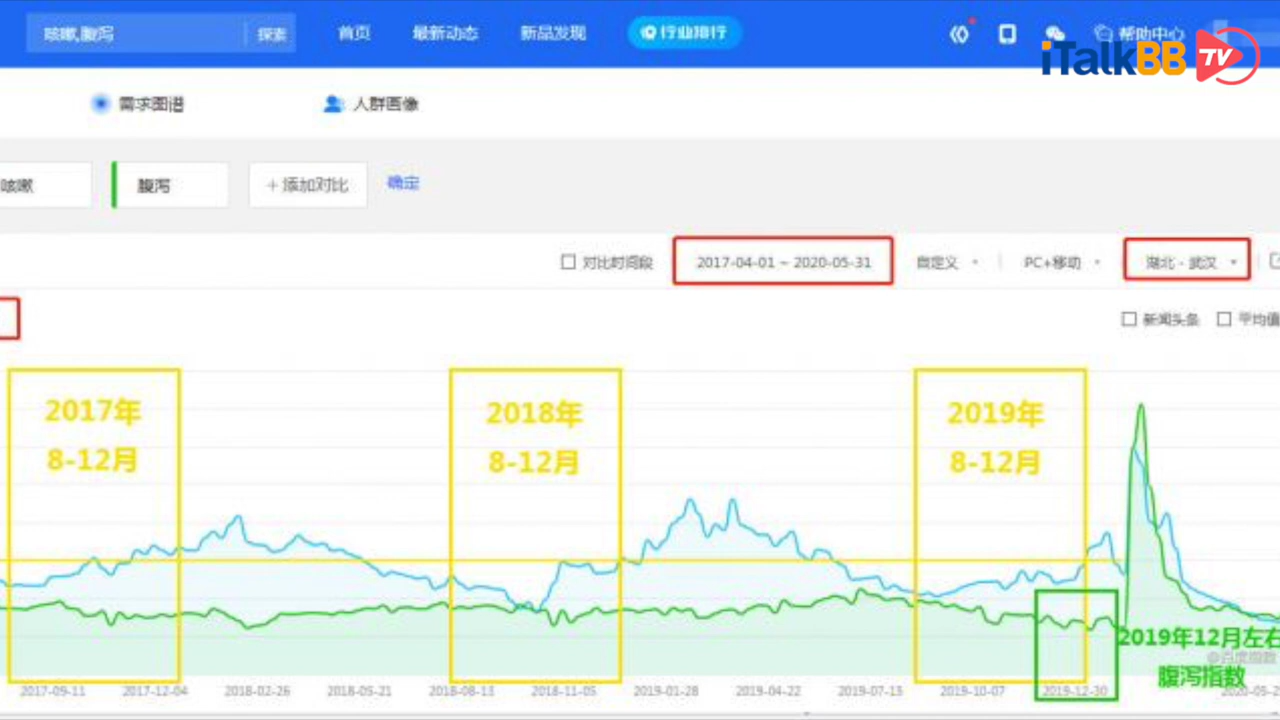 咳嗽,腹泻 探索 首页 最新动态 新品发现 行业排行 帮助中心
iTalkBB TV
需求图谱 人群画像
咳嗽 腹泻 +添加对比 确定
对比时间段 2017-04-01 ~ 2020-05-31 自定义 PC+移动 湖北 - 武汉
新闻头条 平均值
2017年 2018年 2019年
8-12月 8-12月 8-12月
2019年12月左右
@百度指数
腹泻指数
2017-09-11 2017-12-04 2018-02-26 2018-05-21 2018-08-13 2018-11-05 2019-01-28 2019-04-22 2019-07-15 2019-10-07 2019-12-30